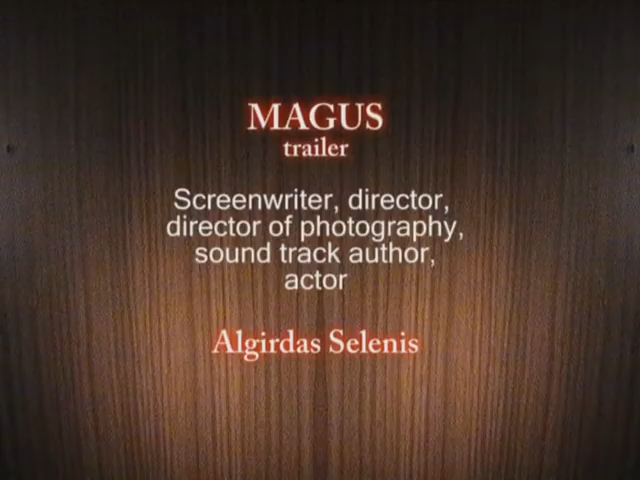 MAGUS
trailer
Screenwriter, director,
director of photography,
sound track author,
actor
Algirdas Selenis